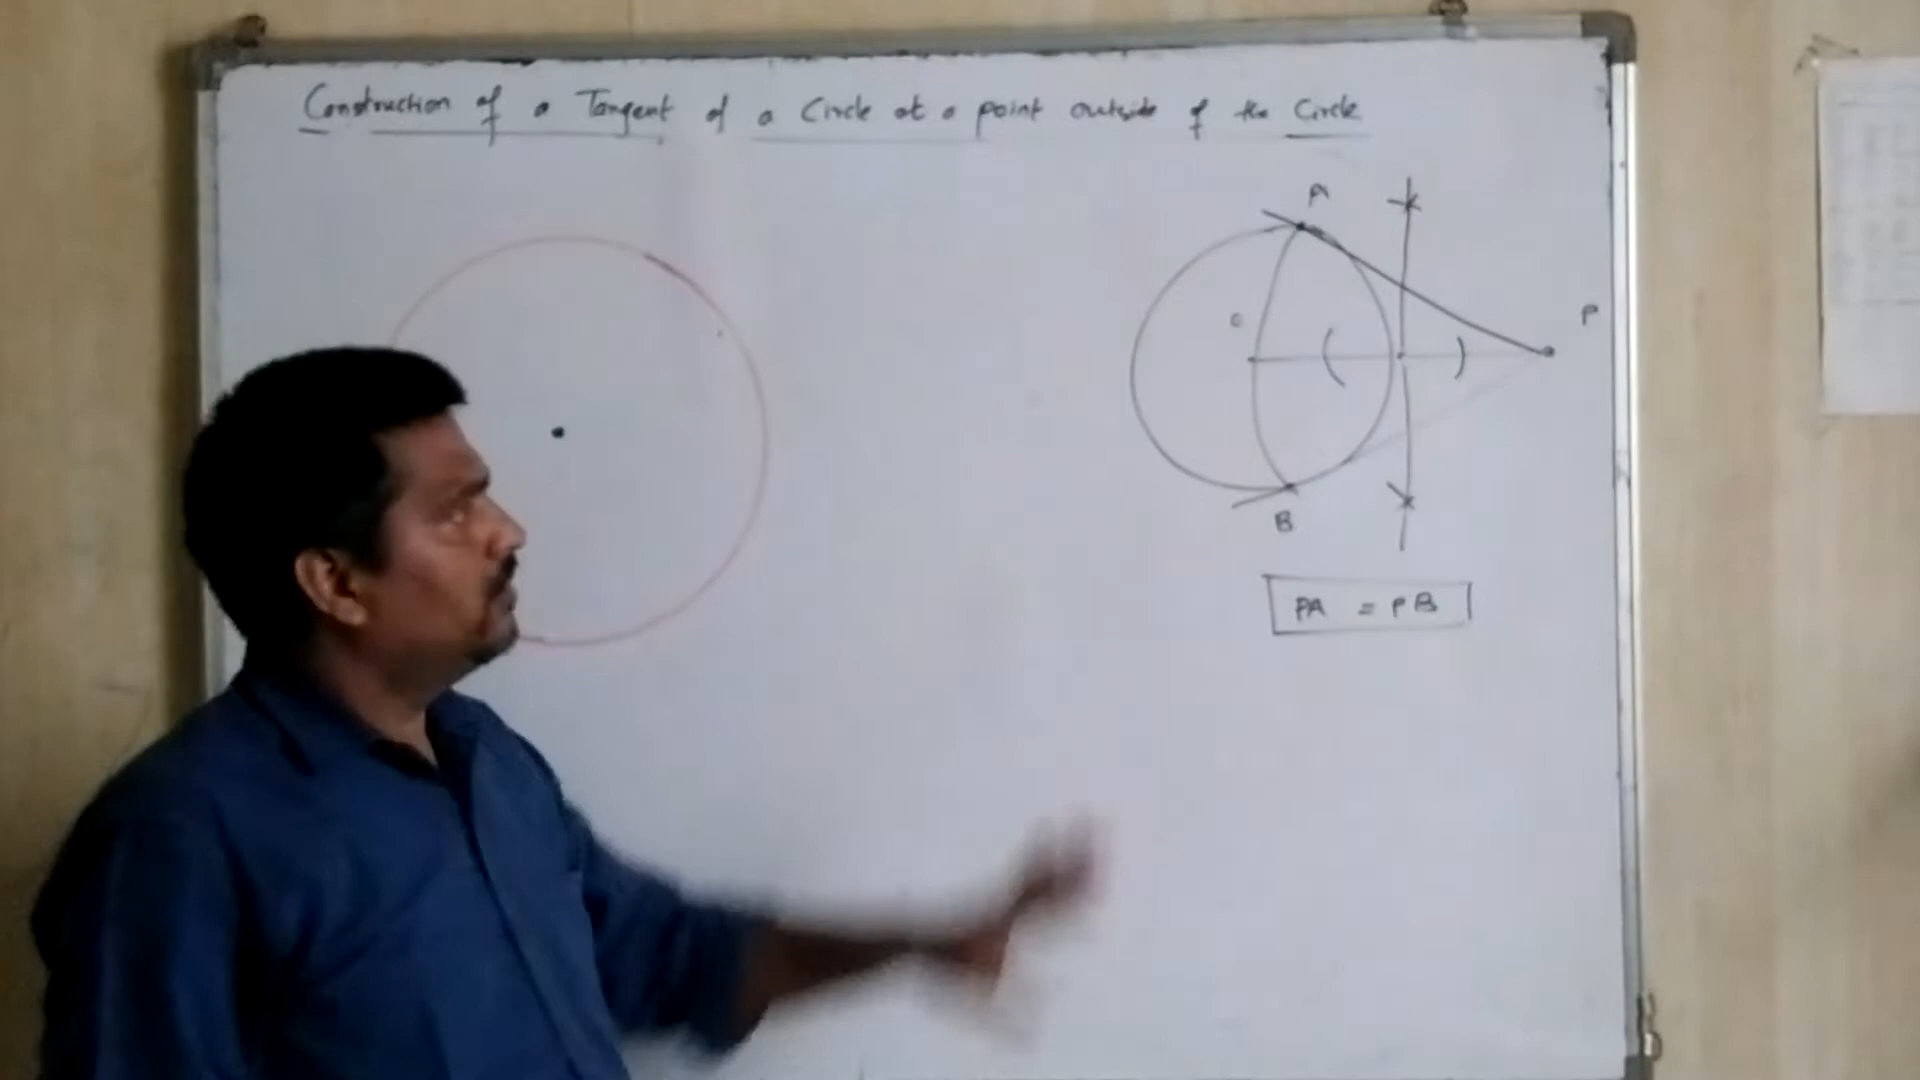 Construction of a Tangent of a Circle at a point outside of the Circle
A
P
B
PA = PB